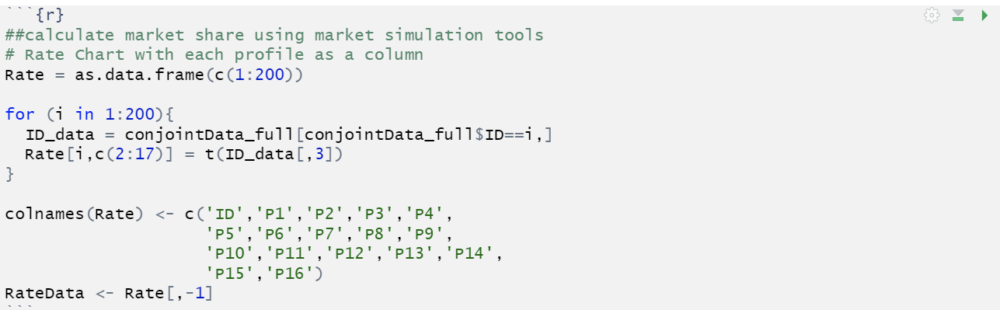 ```{r}
##calculate market share using market simulation tools
# Rate Chart with each profile as a column
Rate = as.data.frame(c(1:200))
for (i in 1:200){
  ID_data = conjointData_full[conjointData_full$ID==i,]
  Rate[i,c(2:17)] = t(ID_data[,3])
}
colnames(Rate) <- c('ID','P1','P2','P3','P4',
                    'P5','P6','P7','P8','P9',
                    'P10','P11','P12','P13','P14',
                    'P15','P16')
RateData <- Rate[,-1]
```